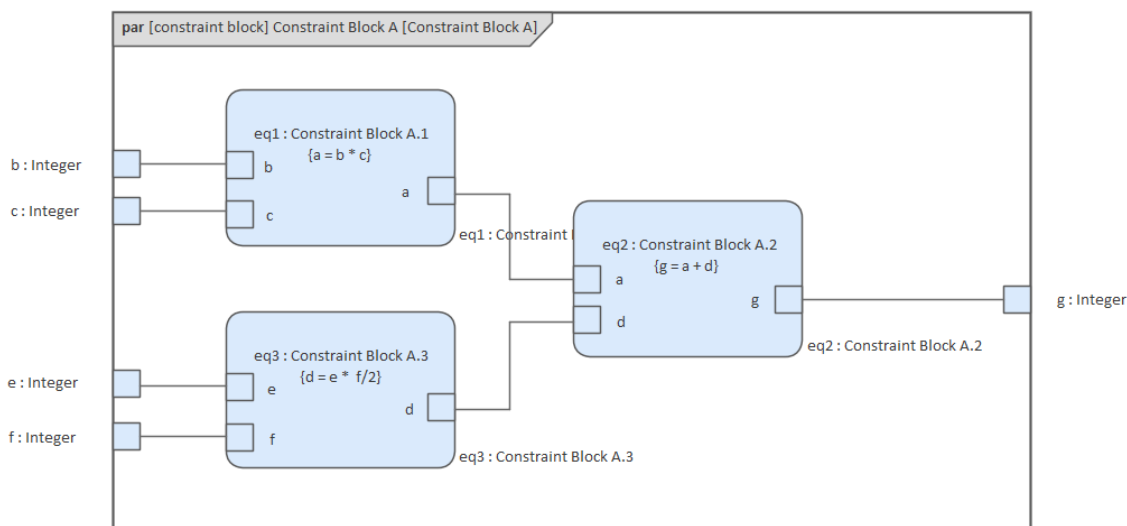 par [constraint block] Constraint Block A [Constraint Block A]
eq1 : Constraint Block A.1
{a = b * c}
b : Integer
b
a
c : Integer
c
eq1 : Constraint
eq2 : Constraint Block A.2
{g = a + d}
a
g
g : Integer
d
eq2 : Constraint Block A.2
eq3 : Constraint Block A.3
{d = e * f/2}
e : Integer
e
d
f : Integer
f
eq3 : Constraint Block A.3